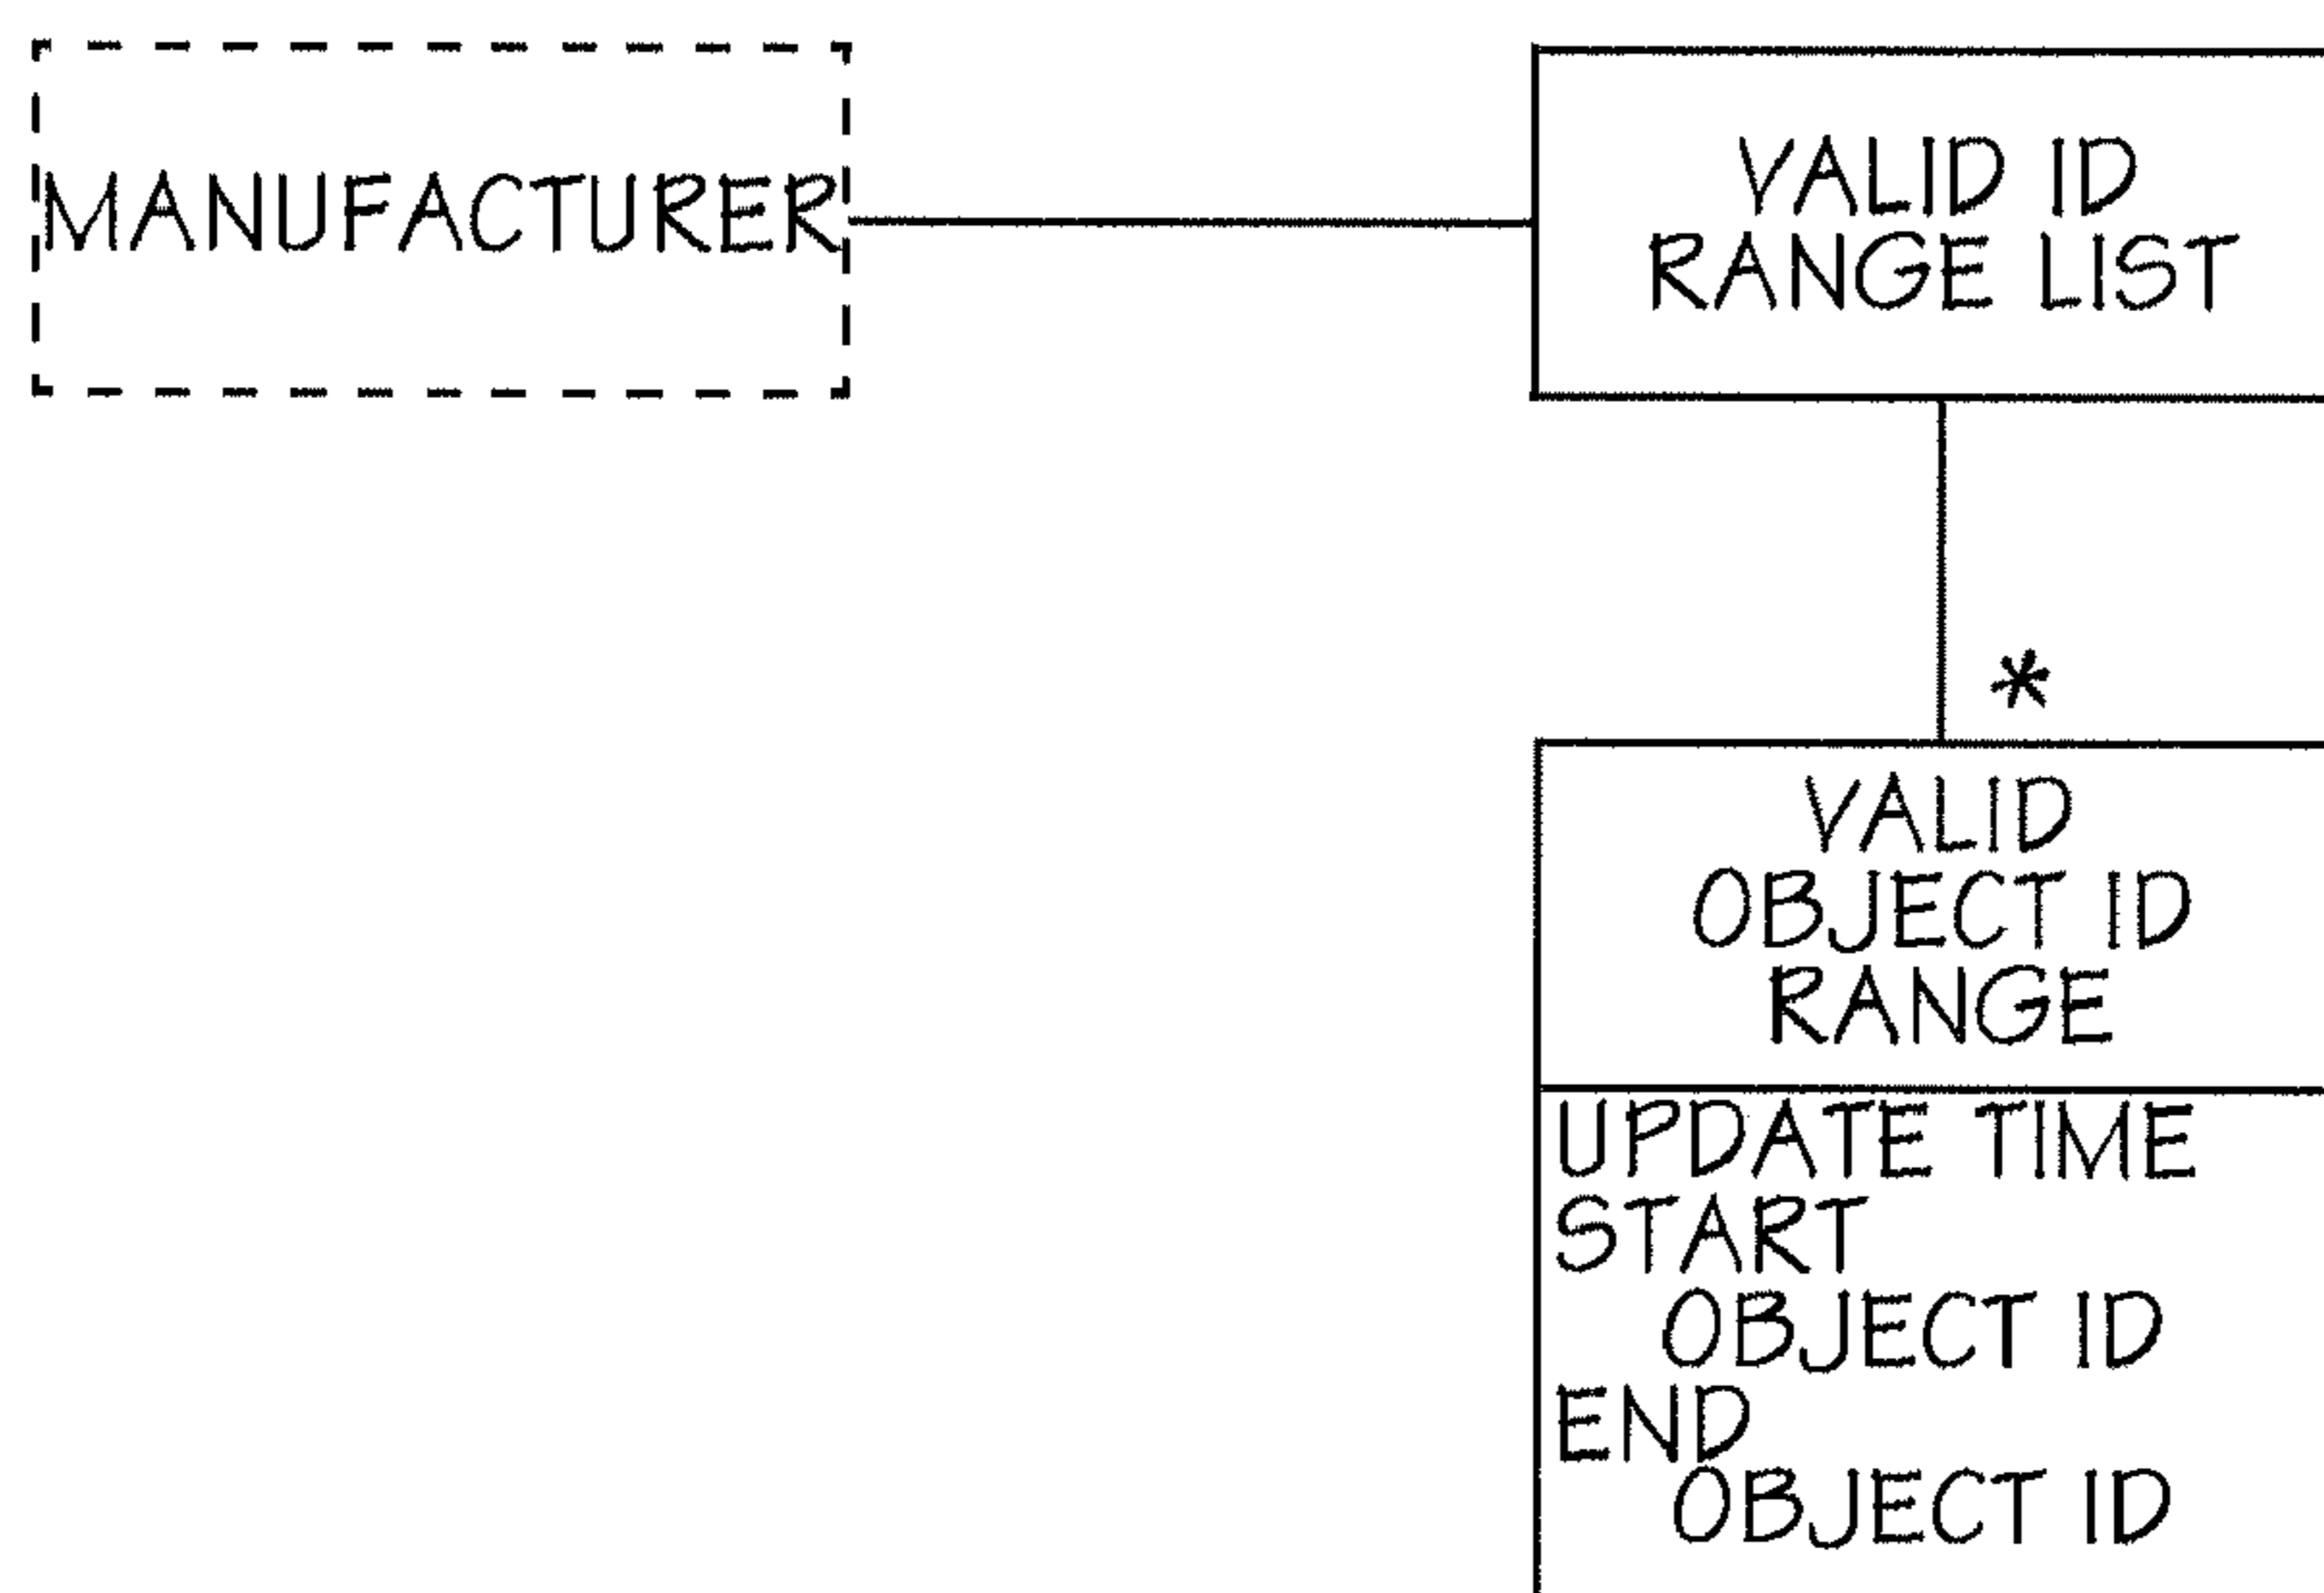 MANUFACTURER
VALID ID
RANGE LIST
*
VALID
OBJECT ID
RANGE
UPDATE TIME
START
OBJECT ID
END
OBJECT ID